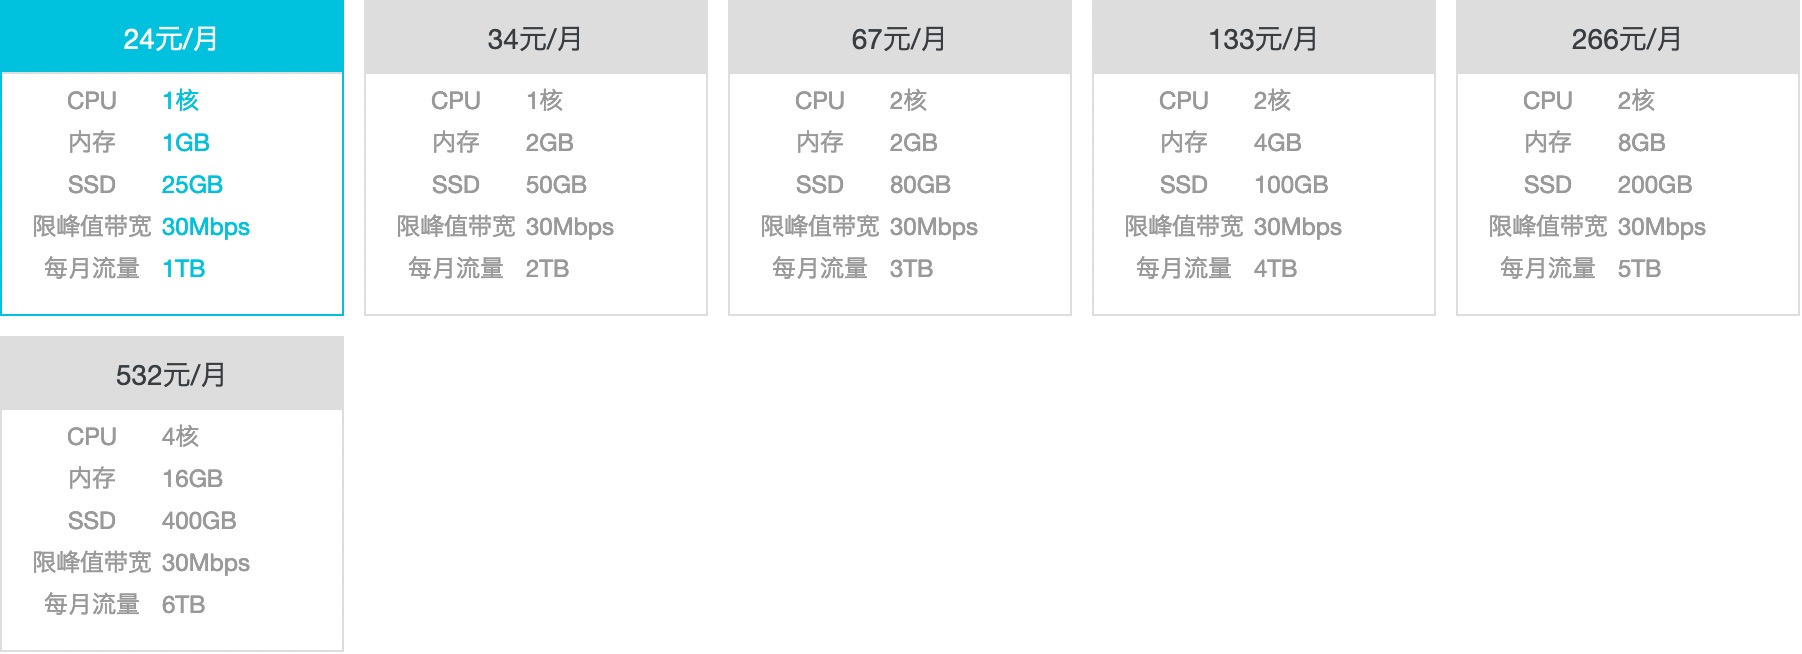 24元/月
CPU 1核
内存 1GB
SSD 25GB
限峰值带宽 30Mbps
每月流量 1TB
34元/月
CPU 1核
内存 2GB
SSD 50GB
限峰值带宽 30Mbps
每月流量 2TB
67元/月
CPU 2核
内存 2GB
SSD 80GB
限峰值带宽 30Mbps
每月流量 3TB
133元/月
CPU 2核
内存 4GB
SSD 100GB
限峰值带宽 30Mbps
每月流量 4TB
266元/月
CPU 2核
内存 8GB
SSD 200GB
限峰值带宽 30Mbps
每月流量 5TB
532元/月
CPU 4核
内存 16GB
SSD 400GB
限峰值带宽 30Mbps
每月流量 6TB